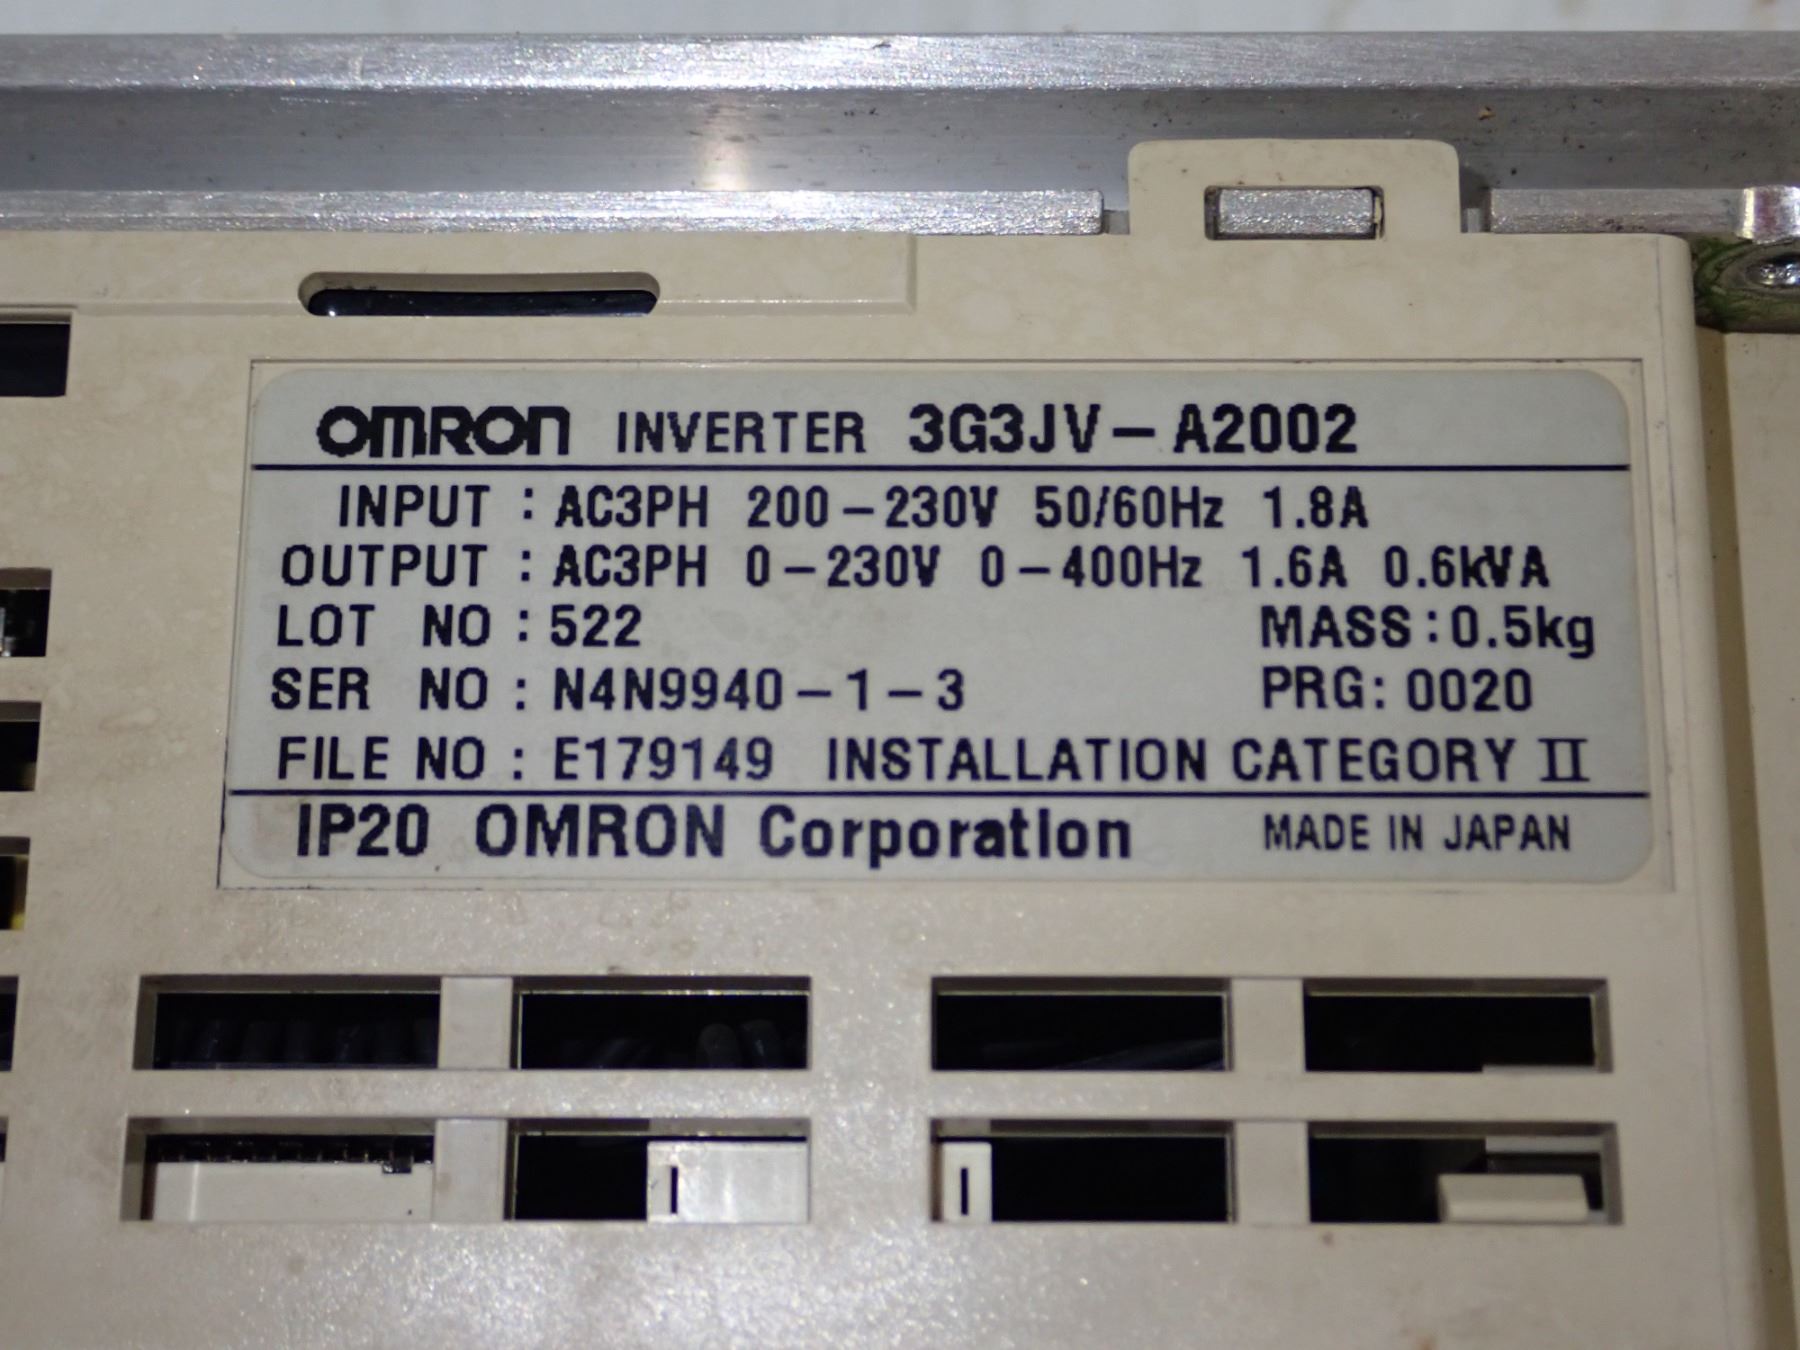 OMRON INVERTER 3G3JV-A2002
INPUT : AC3PH 200-230V 50/60Hz 1.8A
OUTPUT : AC3PH 0-230V 0-400Hz 1.6A 0.6kVA
LOT NO : 522 MASS : 0.5kg
SER NO : N4N9940-1-3 PRG : 0020
FILE NO : E179149 INSTALLATION CATEGORY II
IP20 OMRON Corporation MADE IN JAPAN